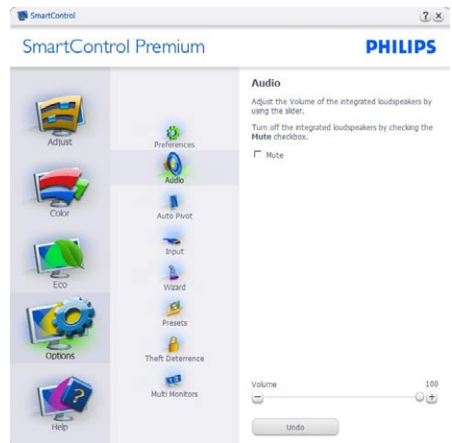 SmartControl
SmartControl Premium
PHILIPS
Adjust
Color
Eco
Options
Help
Preferences
Audio
Auto Pivot
Input
Wizard
Presets
Theft Deterrence
Multi Monitors
Audio
Adjust the Volume of the integrated loudspeakers by
using the slider.
Turn off the integrated loudspeakers by checking the
Mute checkbox.
Mute
Volume 100
Undo